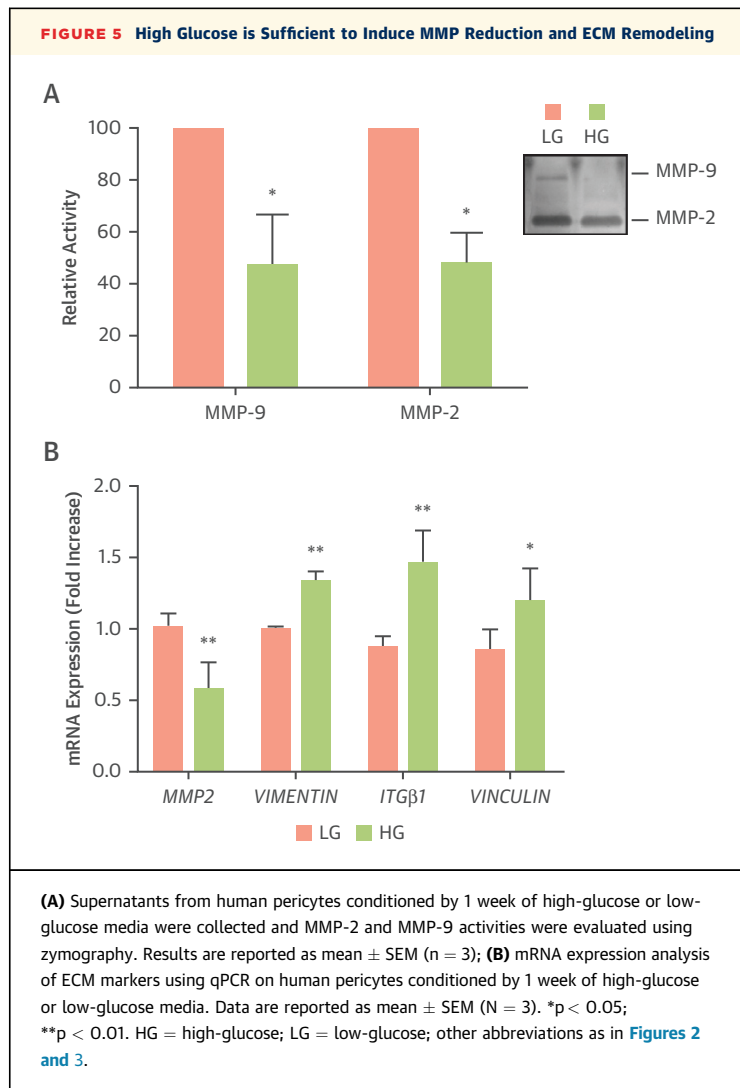 FIGURE 5 High Glucose is Sufficient to Induce MMP Reduction and ECM Remodeling
A
LG HG
MMP-9
MMP-2
Relative Activity
100
80
60
40
20
0
*
*
MMP-9 MMP-2
B
mRNA Expression (Fold Increase)
2.0
1.5
1.0
0.5
0.0
**
**
**
*
MMP2 VIMENTIN ITGβ1 VINCULIN
LG HG
(A) Supernatants from human pericytes conditioned by 1 week of high-glucose or low-
glucose media were collected and MMP-2 and MMP-9 activities were evaluated using
zymography. Results are reported as mean ± SEM (n = 3); (B) mRNA expression analysis
of ECM markers using qPCR on human pericytes conditioned by 1 week of high-glucose
or low-glucose media. Data are reported as mean ± SEM (N = 3). *p < 0.05;
**p < 0.01. HG = high-glucose; LG = low-glucose; other abbreviations as in Figures 2
and 3.